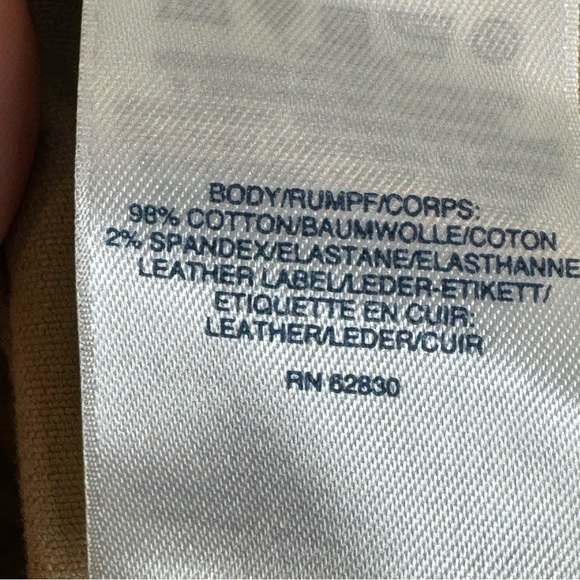 BODY/RUMPF/CORPS:
98% COTTON/BAUMWOLLE/COTON
2% SPANDEX/ELASTANE/ELASTHANNE
LEATHER LABEL/LEDER-ETIKETT/
ETIQUETTE EN CUIR:
LEATHER/LEDER/CUIR
RN 62830